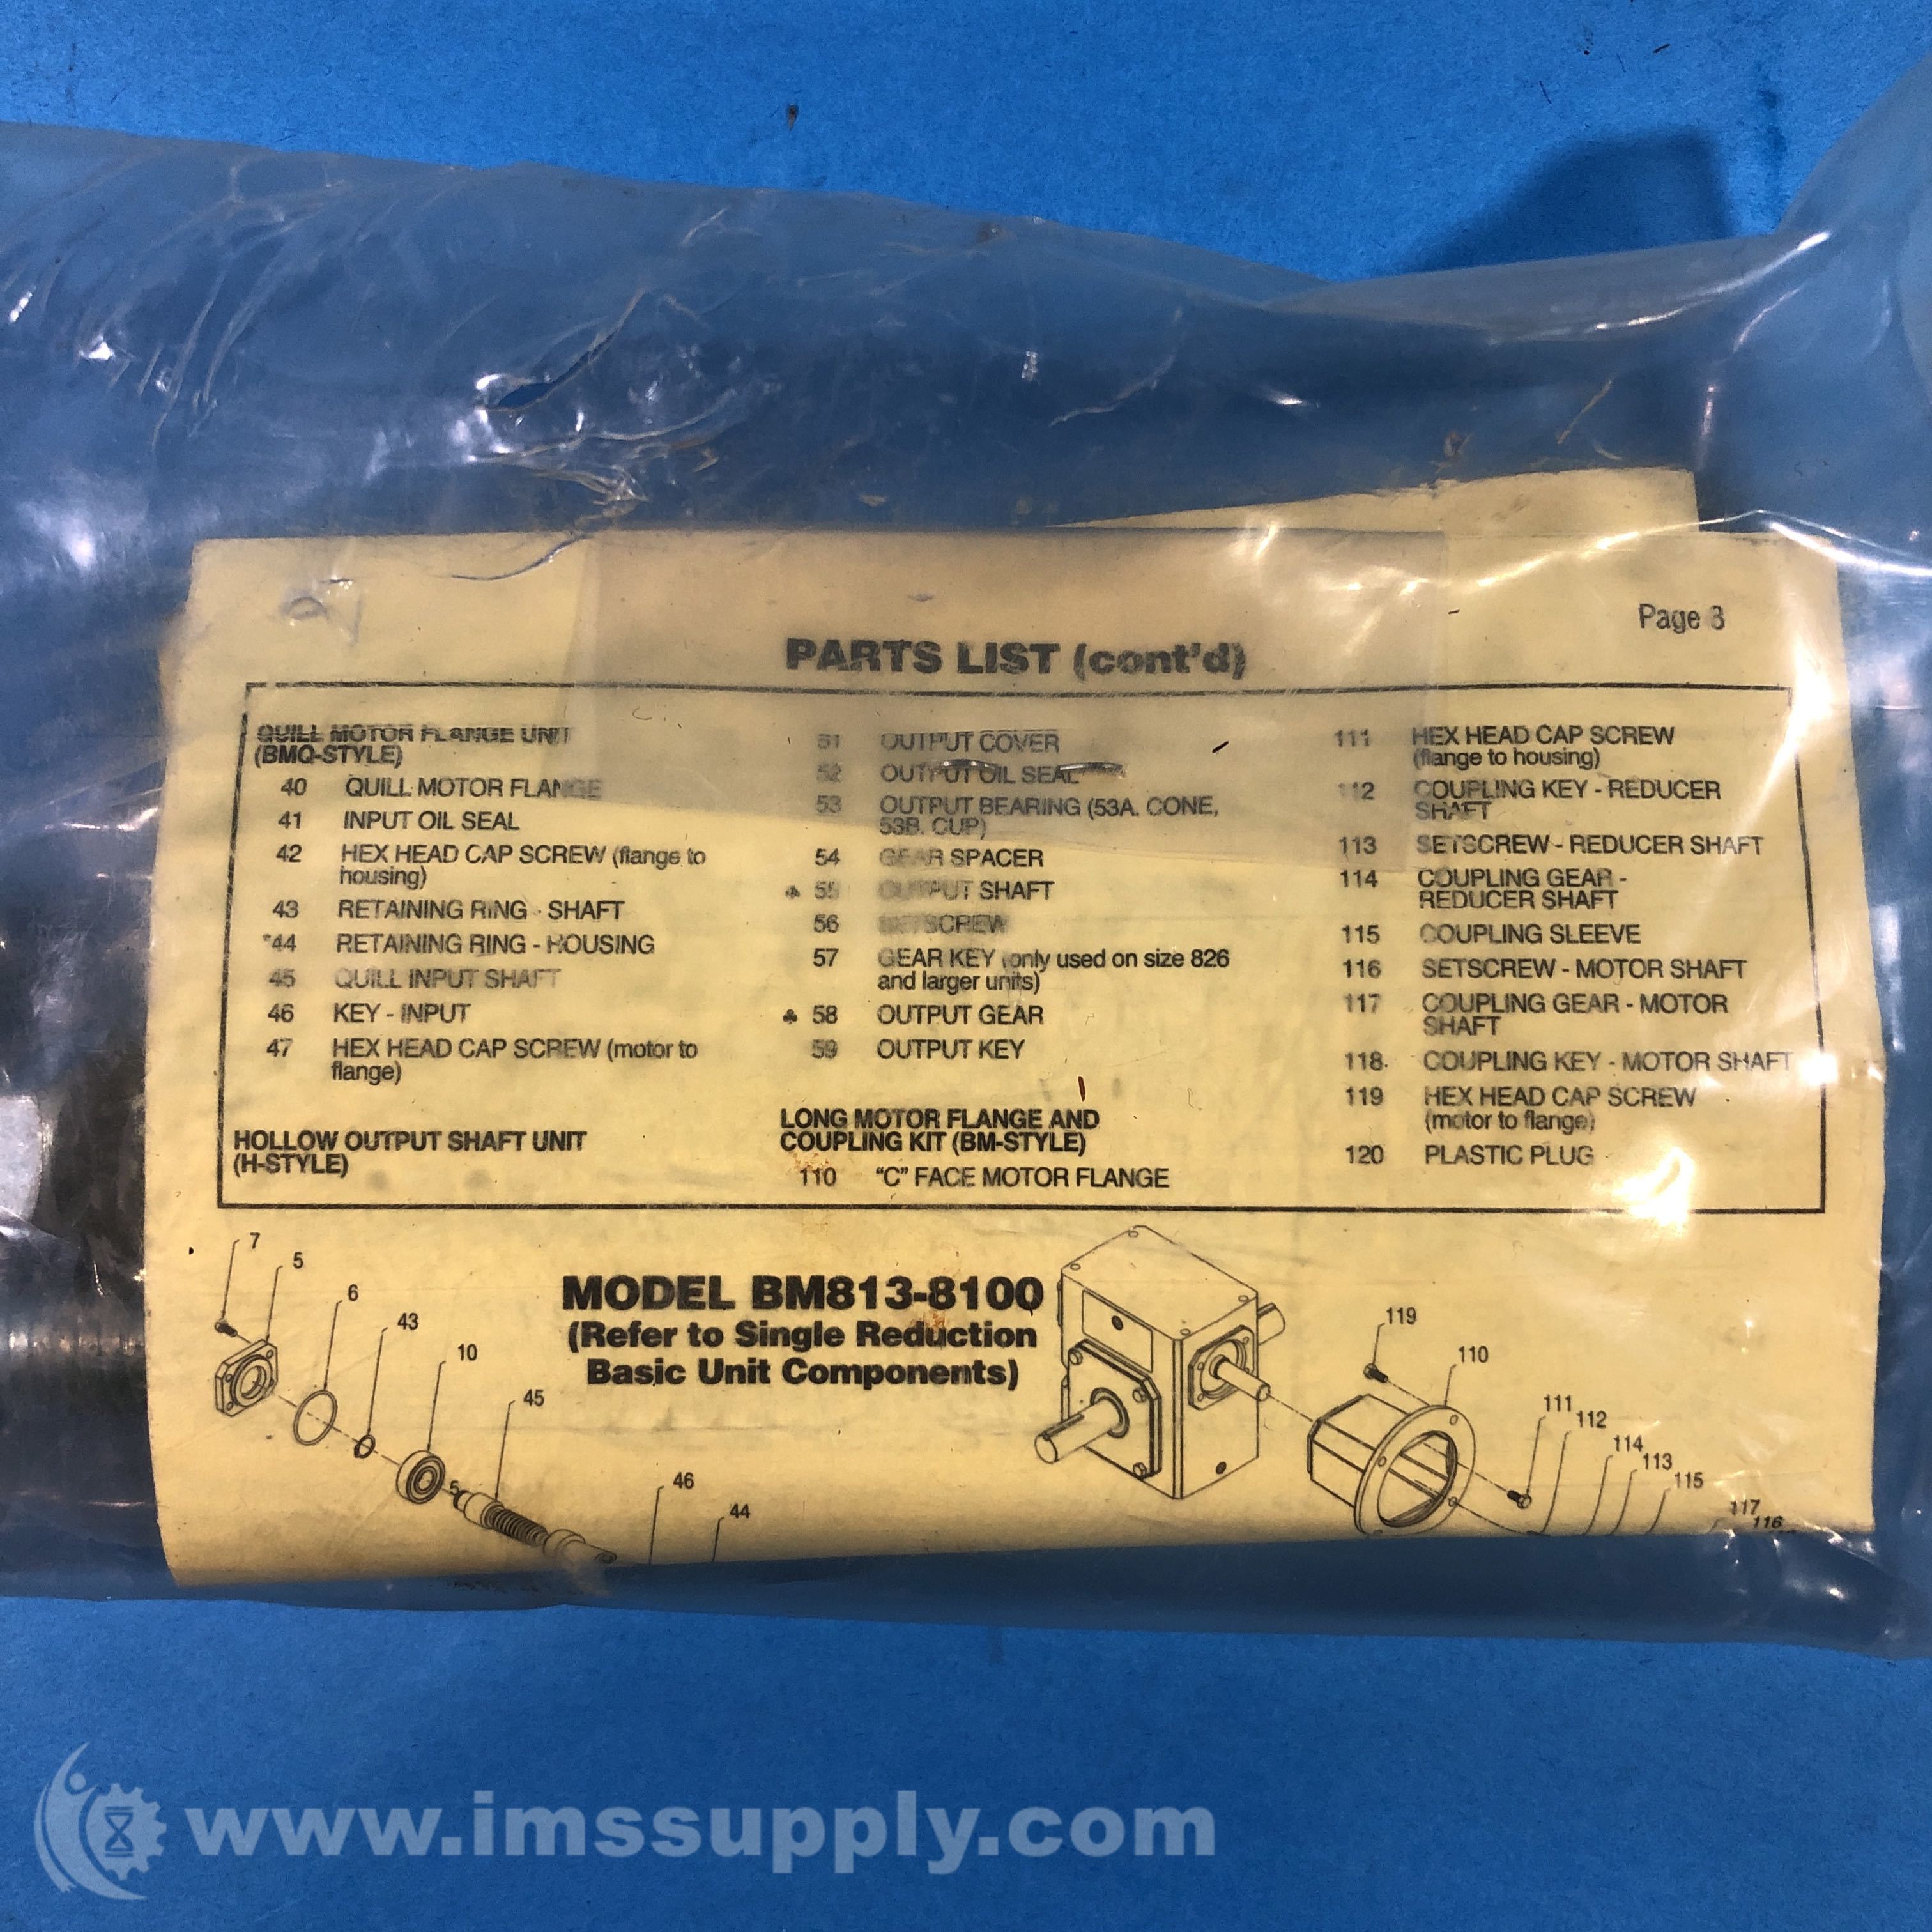 Page 3
PARTS LIST (cont'd)
QUILL MOTOR FLANGE UNIT
(BMQ-STYLE)
40 QUILL MOTOR FLANGE
41 INPUT OIL SEAL
42 HEX HEAD CAP SCREW (flange to
housing)
43 RETAINING RING - SHAFT
*44 RETAINING RING - HOUSING
45 QUILL INPUT SHAFT
46 KEY - INPUT
47 HEX HEAD CAP SCREW (motor to
flange)
HOLLOW OUTPUT SHAFT UNIT
(H-STYLE)
51 OUTPUT COVER
52 OUTPUT OIL SEAL
53 OUTPUT BEARING (53A. CONE,
53B. CUP)
54 GEAR SPACER
♣ 55 OUTPUT SHAFT
56 SETSCREW
57 GEAR KEY (only used on size 826
and larger units)
♣ 58 OUTPUT GEAR
59 OUTPUT KEY
LONG MOTOR FLANGE AND
COUPLING KIT (BM-STYLE)
110 "C" FACE MOTOR FLANGE
111 HEX HEAD CAP SCREW
(flange to housing)
112 COUPLING KEY - REDUCER
SHAFT
113 SETSCREW - REDUCER SHAFT
114 COUPLING GEAR -
REDUCER SHAFT
115 COUPLING SLEEVE
116 SETSCREW - MOTOR SHAFT
117 COUPLING GEAR - MOTOR
SHAFT
118 COUPLING KEY - MOTOR SHAFT
119 HEX HEAD CAP SCREW
(motor to flange)
120 PLASTIC PLUG
MODEL BM813-8100
(Refer to Single Reduction
Basic Unit Components)
7
5
6
43
10
45
5
46
44
119
110
111
112
114
113
115
117
116
www.imssupply.com